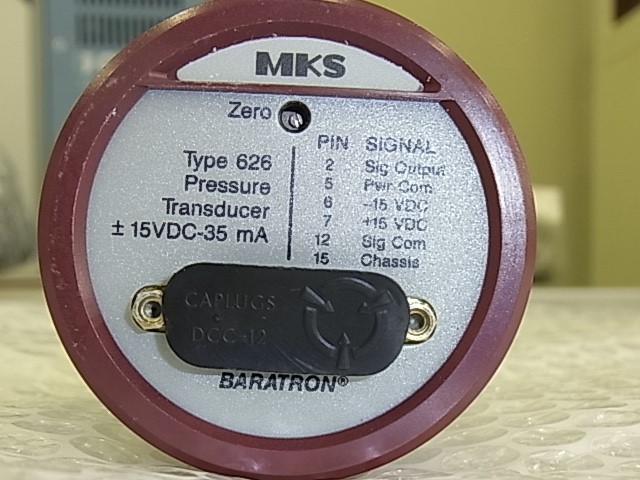 MKS
Zero
Type 626
Pressure
Transducer
± 15VDC-35 mA
PIN SIGNAL
2 Sig Output
5 Pwr Com
6 -15 VDC
7 +15 VDC
12 Sig Com
15 Chassis
CAPLUGS
DCC-12
BARATRON®